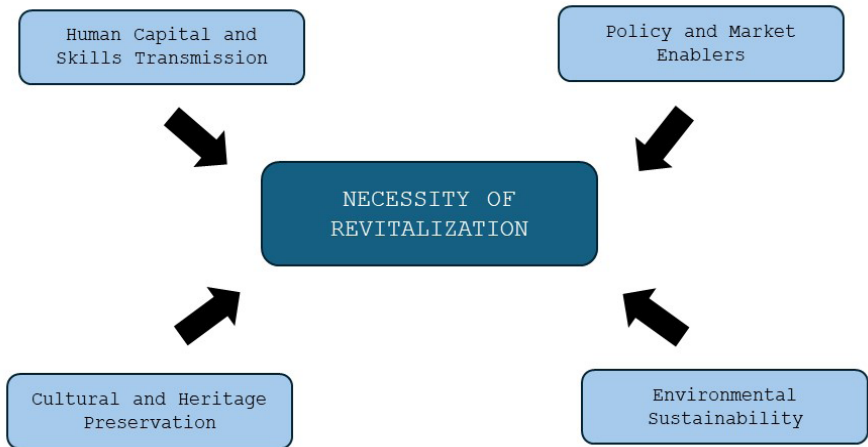 Human Capital and
Skills Transmission
Policy and Market
Enablers
NECESSITY OF
REVITALIZATION
Cultural and Heritage
Preservation
Environmental
Sustainability